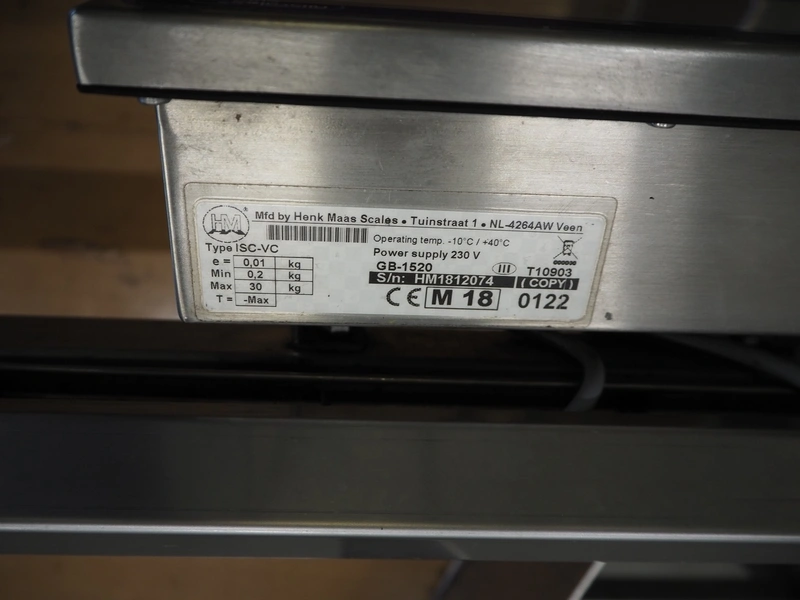 HM®
Mfd by Henk Maas Scales • Tuinstraat 1 • NL-4264AW Veen
Operating temp. -10°C / +40°C
Type ISC-VC
Power supply 230 V
e = 0,01 kg
GB-1520 III T10903
Min 0,2 kg
S/n: HM1812074 (COPY)
Max 30 kg
T = -Max
CE M 18 0122